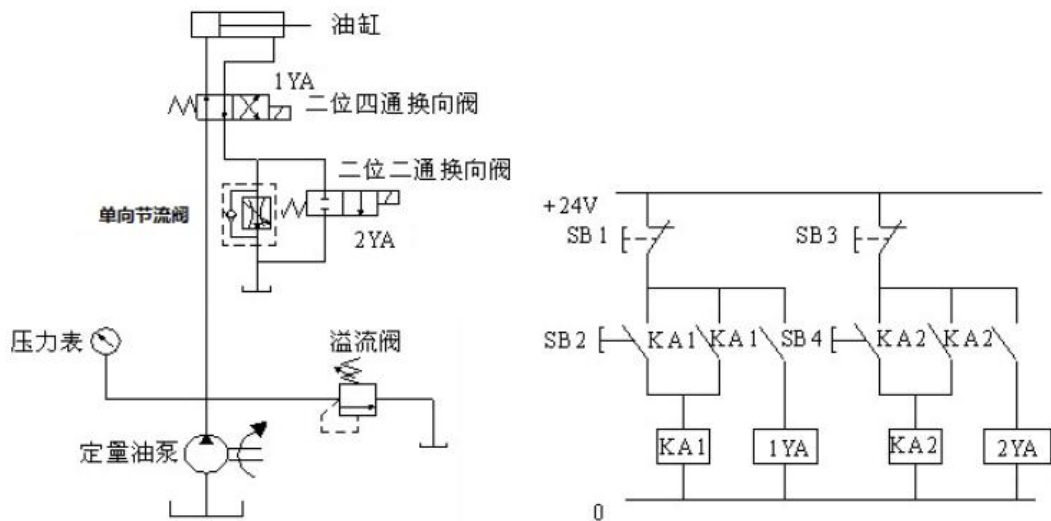 油缸
1YA
二位四通换向阀
二位二通换向阀
单向节流阀
2YA
压力表
溢流阀
定量油泵
+24V
SB1
SB3
SB2
KA1
KA1
SB4
KA2
KA2
KA1
1YA
KA2
2YA
0